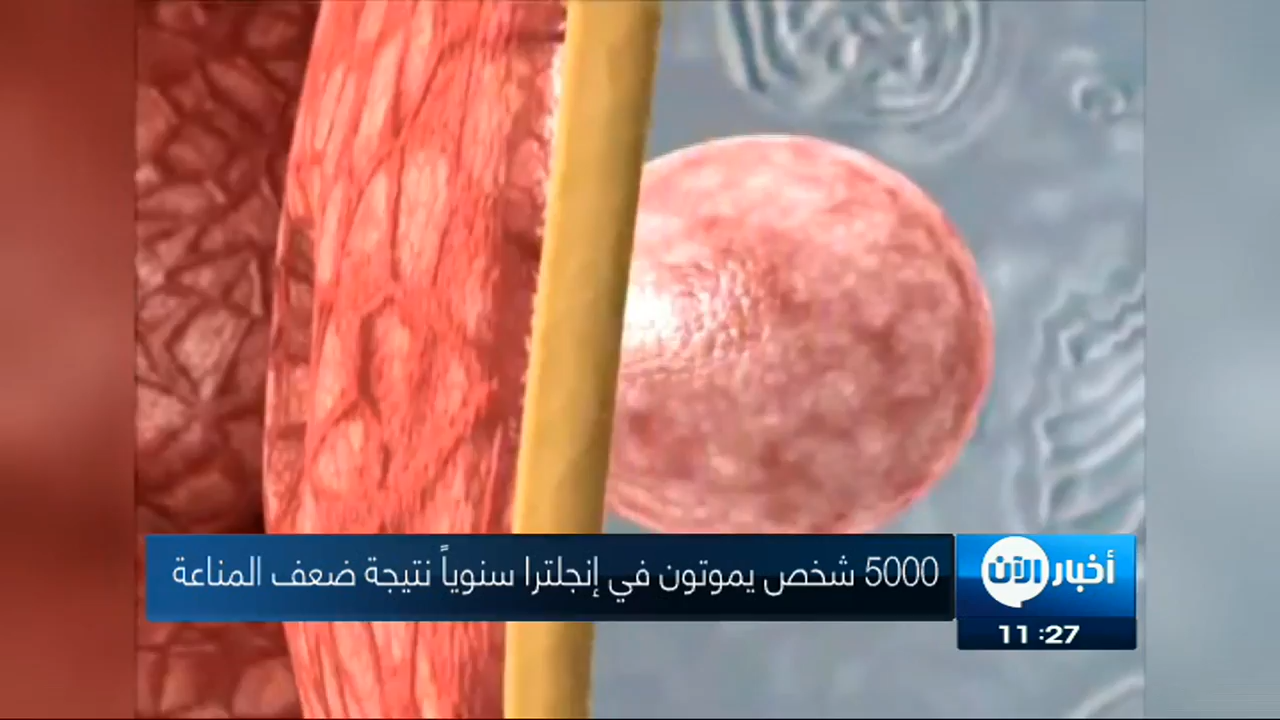 5000 شخص يموتون في إنجلترا سنوياً نتيجة ضعف المناعة
أخبار الآن
11:27